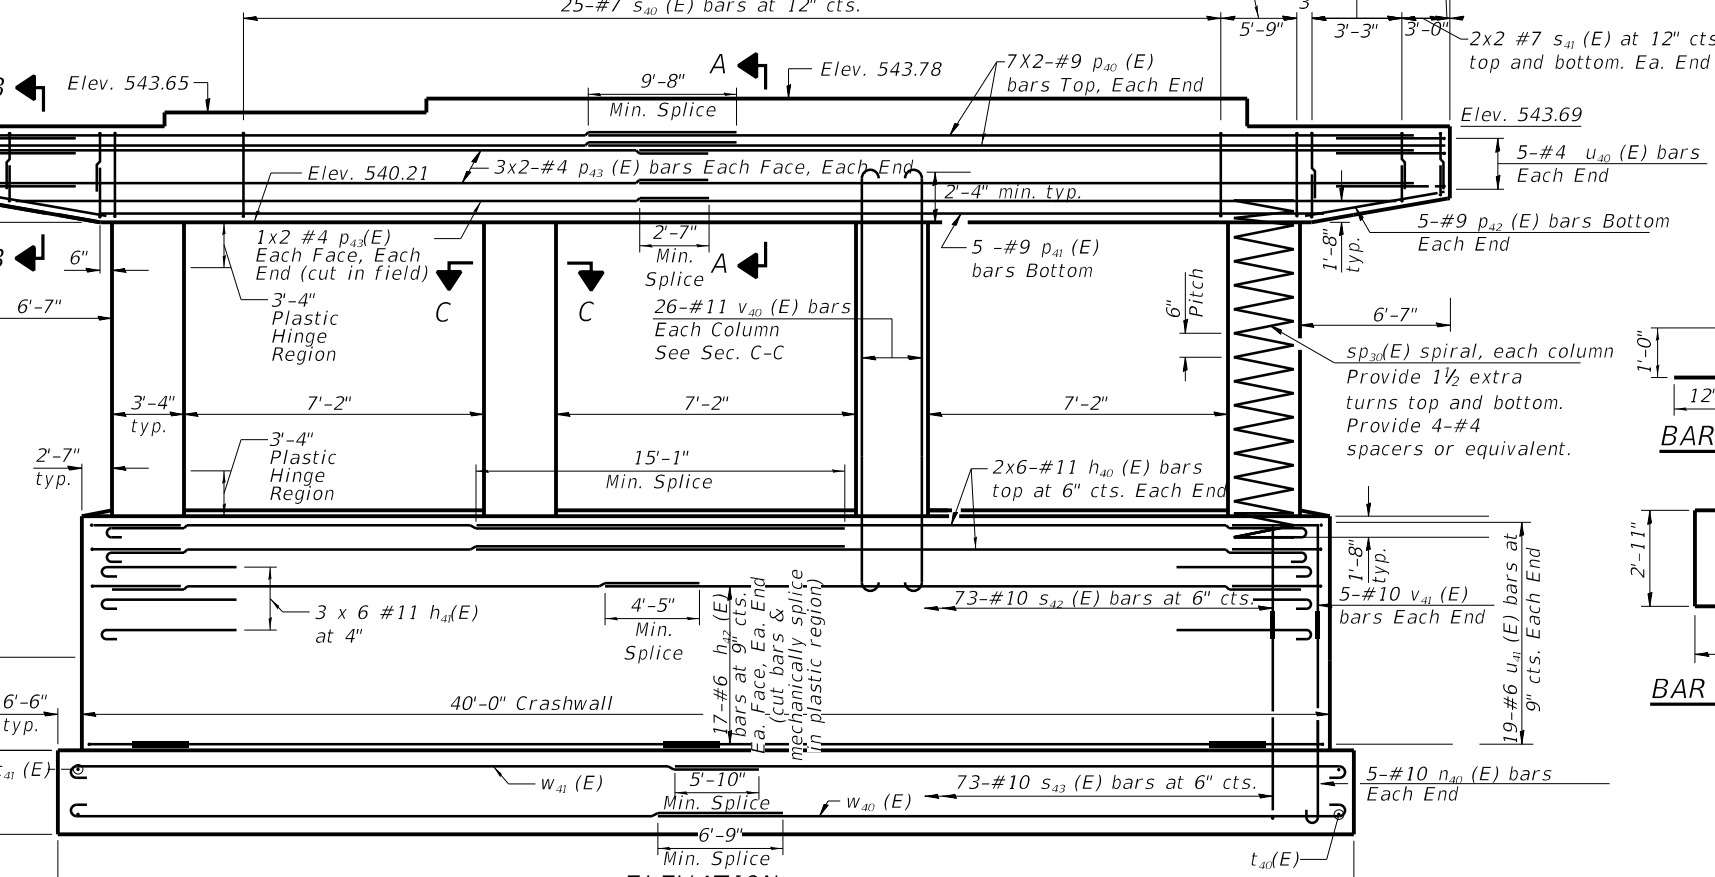 25-#7 s40 (E) bars at 12" cts.
3
5'-9"
3'-3"
3'-0"
2x2 #7 s41 (E) at 12" cts
top and bottom. Ea. End
B
Elev. 543.65
A
Elev. 543.78
7X2-#9 p40 (E)
bars Top, Each End
9'-8"
Min. Splice
Elev. 543.69
5-#4 u40 (E) bars
Each End
Elev. 540.21
3x2-#4 p43 (E) bars Each Face, Each End
2'-4" min. typ.
5-#9 p42 (E) bars Bottom
Each End
1'-8"
typ.
B
6"
1x2 #4 p43(E)
Each Face, Each
End (cut in field)
2'-7"
Min.
Splice
A
5 -#9 p41 (E)
bars Bottom
6'-7"
3'-4"
Plastic
Hinge
Region
C
C
26-#11 v40 (E) bars
Each Column
See Sec. C-C
6"
Pitch
6'-7"
sp30(E) spiral, each column
Provide 1½ extra
turns top and bottom.
Provide 4-#4
spacers or equivalent.
1'-0"
12"
BAR
3'-4"
typ.
7'-2"
7'-2"
7'-2"
2'-7"
typ.
3'-4"
Plastic
Hinge
Region
15'-1"
Min. Splice
2x6-#11 h40 (E) bars
top at 6" cts. Each End
1'-8"
typ.
19-#6 u41 (E) bars at
9" cts. Each End
2'-11"
BAR
3 x 6 #11 h41(E)
at 4"
4'-5"
Min.
Splice
17-#6 h42 (E)
bars at 9" cts.
Ea. Face, Ea. End
(cut bars &
mechanically splice
in plastic region)
73-#10 s42 (E) bars at 6" cts.
5-#10 v41 (E)
bars Each End
6'-6"
typ.
40'-0" Crashwall
t41 (E)
w41 (E)
5'-10"
Min. Splice
w40 (E)
73-#10 s43 (E) bars at 6" cts.
5-#10 n40 (E) bars
Each End
6'-9"
Min. Splice
t40(E)
ELEVATION